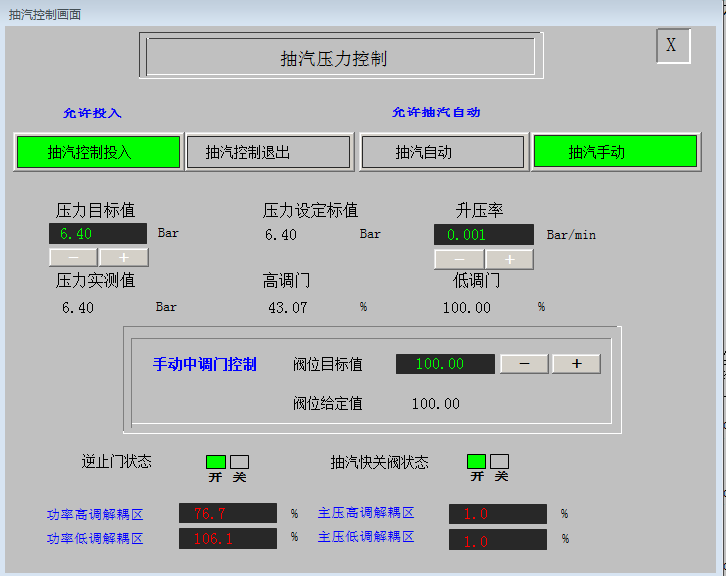 抽汽控制画面
抽汽压力控制
X
允许投入 允许抽汽自动
抽汽控制投入 抽汽控制退出 抽汽自动 抽汽手动
压力目标值 压力设定标值 升压率
6.40 Bar 6.40 Bar 0.001 Bar/min
— + — +
压力实测值 高调门 低调门
6.40 Bar 43.07 % 100.00 %
手动中调门控制 阀位目标值 100.00 — +
阀位给定值 100.00
逆止门状态 抽汽快关阀状态
开 关 开 关
功率高调解耦区 76.7 % 主压高调解耦区 1.0 %
功率低调解耦区 106.1 % 主压低调解耦区 1.0 %